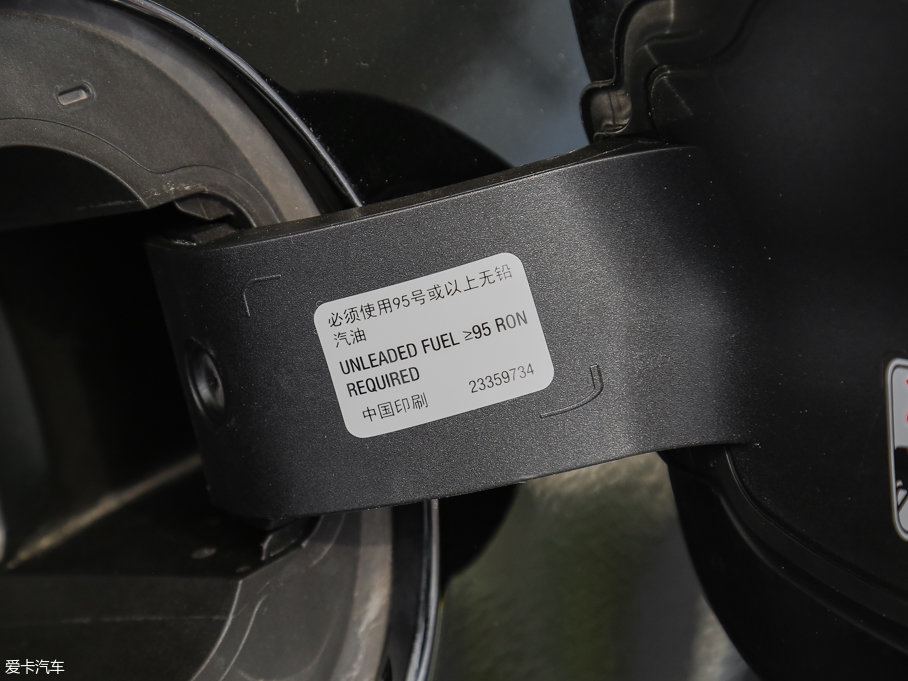 必须使用95号或以上无铅
汽油
UNLEADED FUEL ≥95 RON
REQUIRED
中国印刷 23359734
爱卡汽车